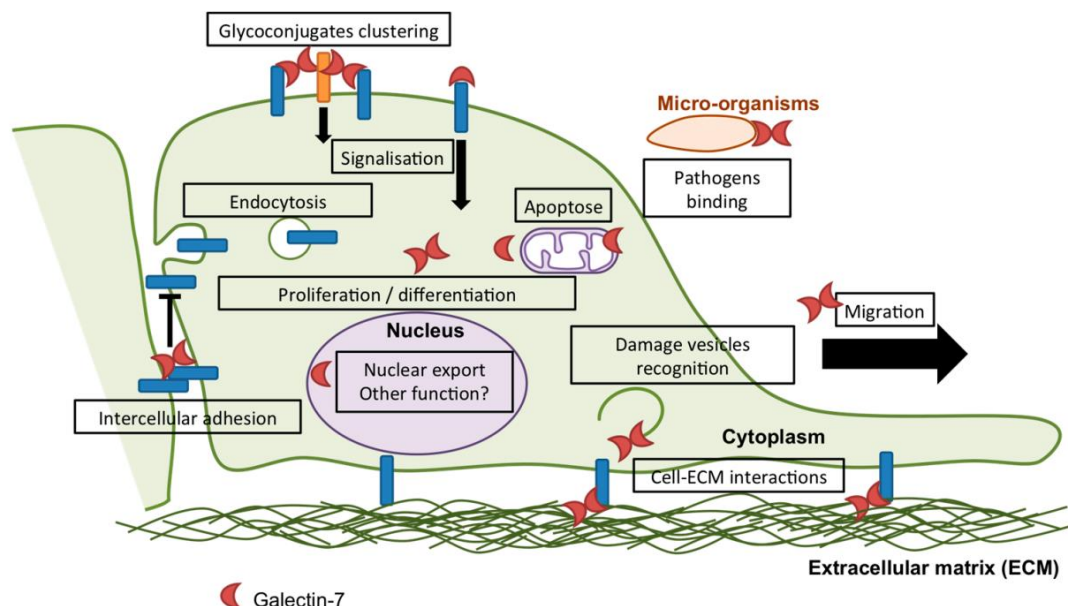 Glycoconjugates clustering
Micro-organisms
Signalisation
Pathogens
binding
Endocytosis
Apoptose
Proliferation / differentiation
Migration
Nucleus
Damage vesicles
recognition
Nuclear export
Other function?
Intercellular adhesion
Cytoplasm
Cell-ECM interactions
Extracellular matrix (ECM)
Galectin-7